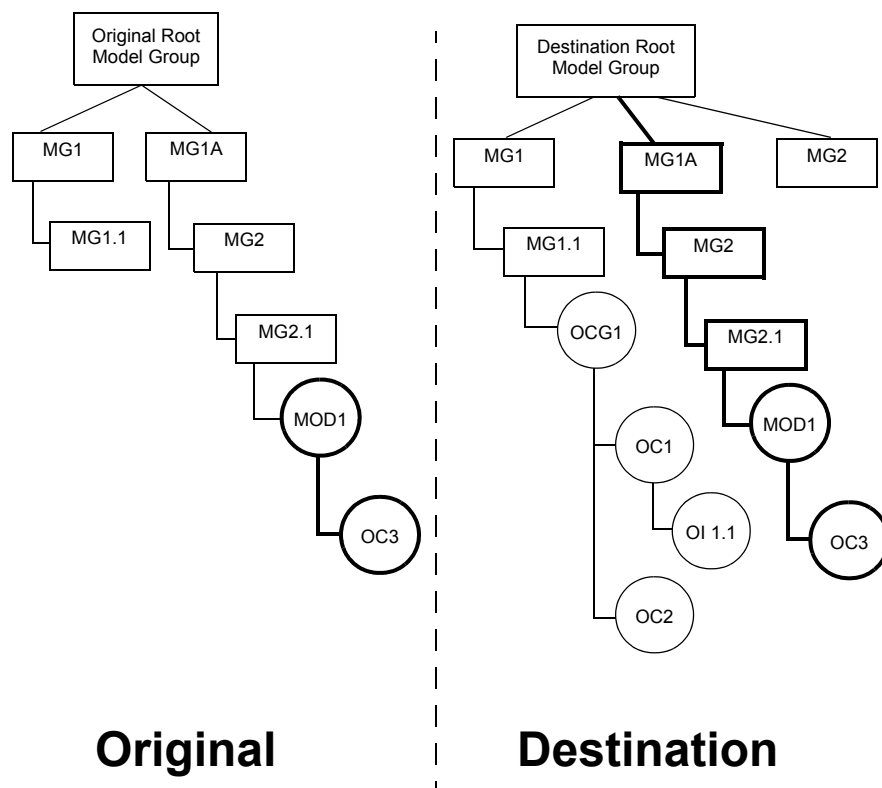 Original Root
Model Group
MG1
MG1A
MG1.1
MG2
MG2.1
MOD1
OC3
Original
Destination Root
Model Group
MG1
MG1A
MG2
MG1.1
MG2
OCG1
MG2.1
OC1
MOD1
OI 1.1
OC3
OC2
Destination